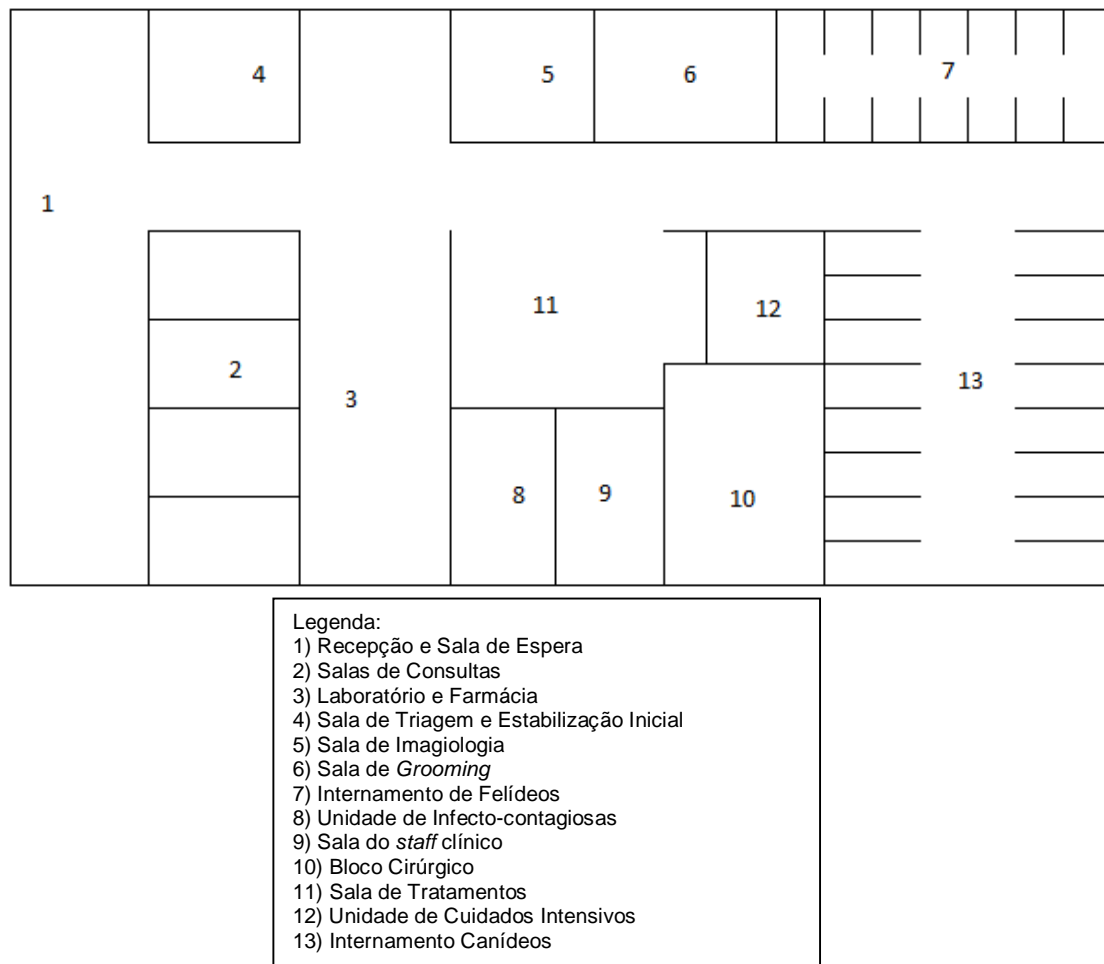 4
5
6
7
1
11
12
2
3
13
8
9
10
Legenda:
1) Recepção e Sala de Espera
2) Salas de Consultas
3) Laboratório e Farmácia
4) Sala de Triagem e Estabilização Inicial
5) Sala de Imagiologia
6) Sala de Grooming
7) Internamento de Felídeos
8) Unidade de Infecto-contagiosas
9) Sala do staff clínico
10) Bloco Cirúrgico
11) Sala de Tratamentos
12) Unidade de Cuidados Intensivos
13) Internamento Canídeos